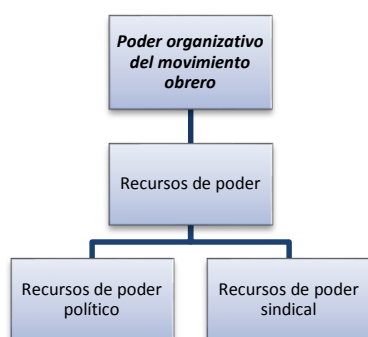 Poder organizativo
del movimiento
obrero
Recursos de poder
Recursos de poder
político
Recursos de poder
sindical